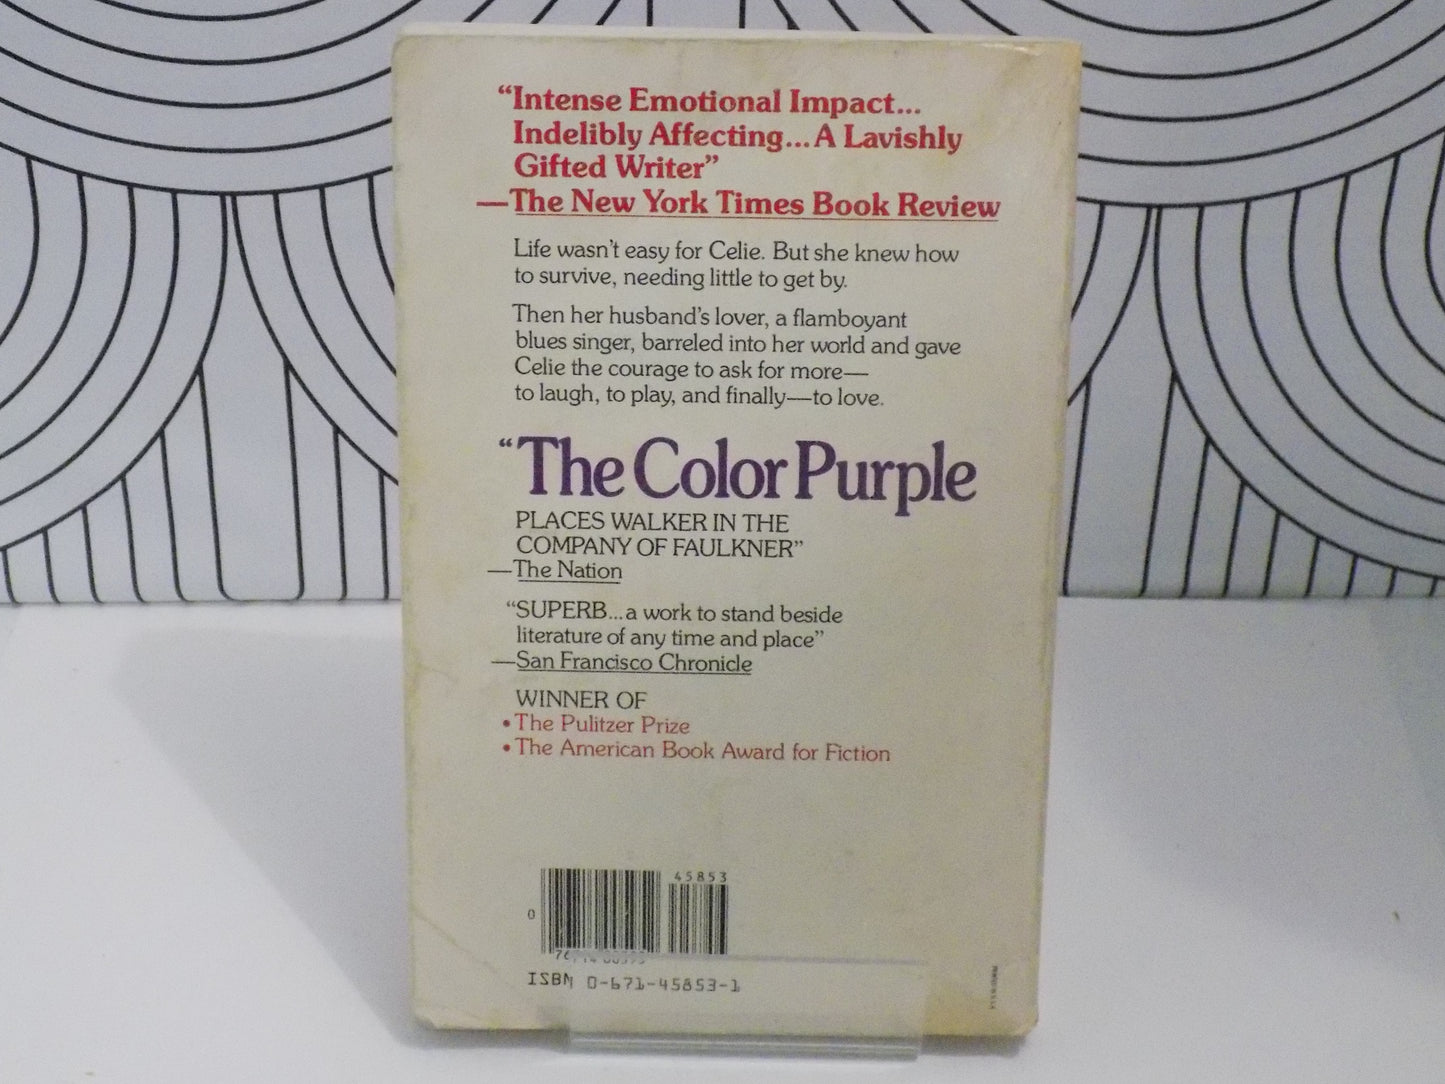 “Intense Emotional Impact...
Indelibly Affecting...A Lavishly
Gifted Writer”
—The New York Times Book Review
Life wasn't easy for Celie. But she knew how
to survive, needing little to get by.
Then her husband's lover, a flamboyant
blues singer, barreled into her world and gave
Celie the courage to ask for more—
to laugh, to play, and finally—to love.
“The Color Purple
PLACES WALKER IN THE
COMPANY OF FAULKNER”
—The Nation
“SUPERB...a work to stand beside
literature of any time and place”
—San Francisco Chronicle
WINNER OF
•The Pulitzer Prize
•The American Book Award for Fiction
45853
0
ISBN 0-671-45853-1